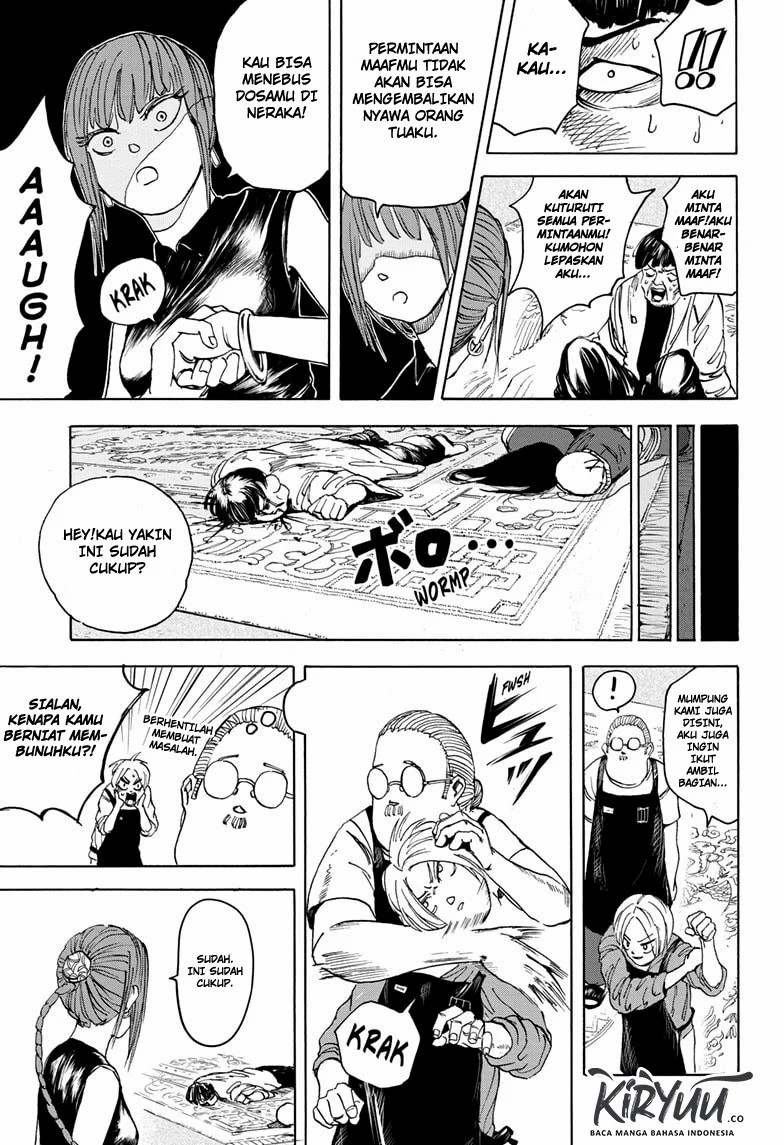 !!
KA-
KAU...
AKU
MINTA
MAAF!AKU
BENAR-
BENAR
MINTA
MAAF!
AKAN
KUTURUTI
SEMUA PER-
MINTAANMU!
KUMOHON
LEPASKAN
AKU...
PERMINTAAN
MAAFMU TIDAK
AKAN BISA
MENGEMBALIKAN
NYAWA ORANG
TUAKU.
KAU BISA
MENEBUS
DOSAMU DI
NERAKA!
KRAK
AAAUGH!
HEY!KAU YAKIN
INI SUDAH
CUKUP?
ボロ...
WORMP
MUMPUNG
KAMI JUGA
DISINI,
AKU JUGA
INGIN
IKUT
AMBIL
BAGIAN...
!
FWSH
ビッ
KRAK
BERHENTILAH
MEMBUAT
MASALAH.
SIALAN,
KENAPA KAMU
BERNIAT MEM-
BUNUHKU?!
SUDAH.
INI SUDAH
CUKUP.
KIRYUU.CO
BACA MANGA BAHASA INDONESIA